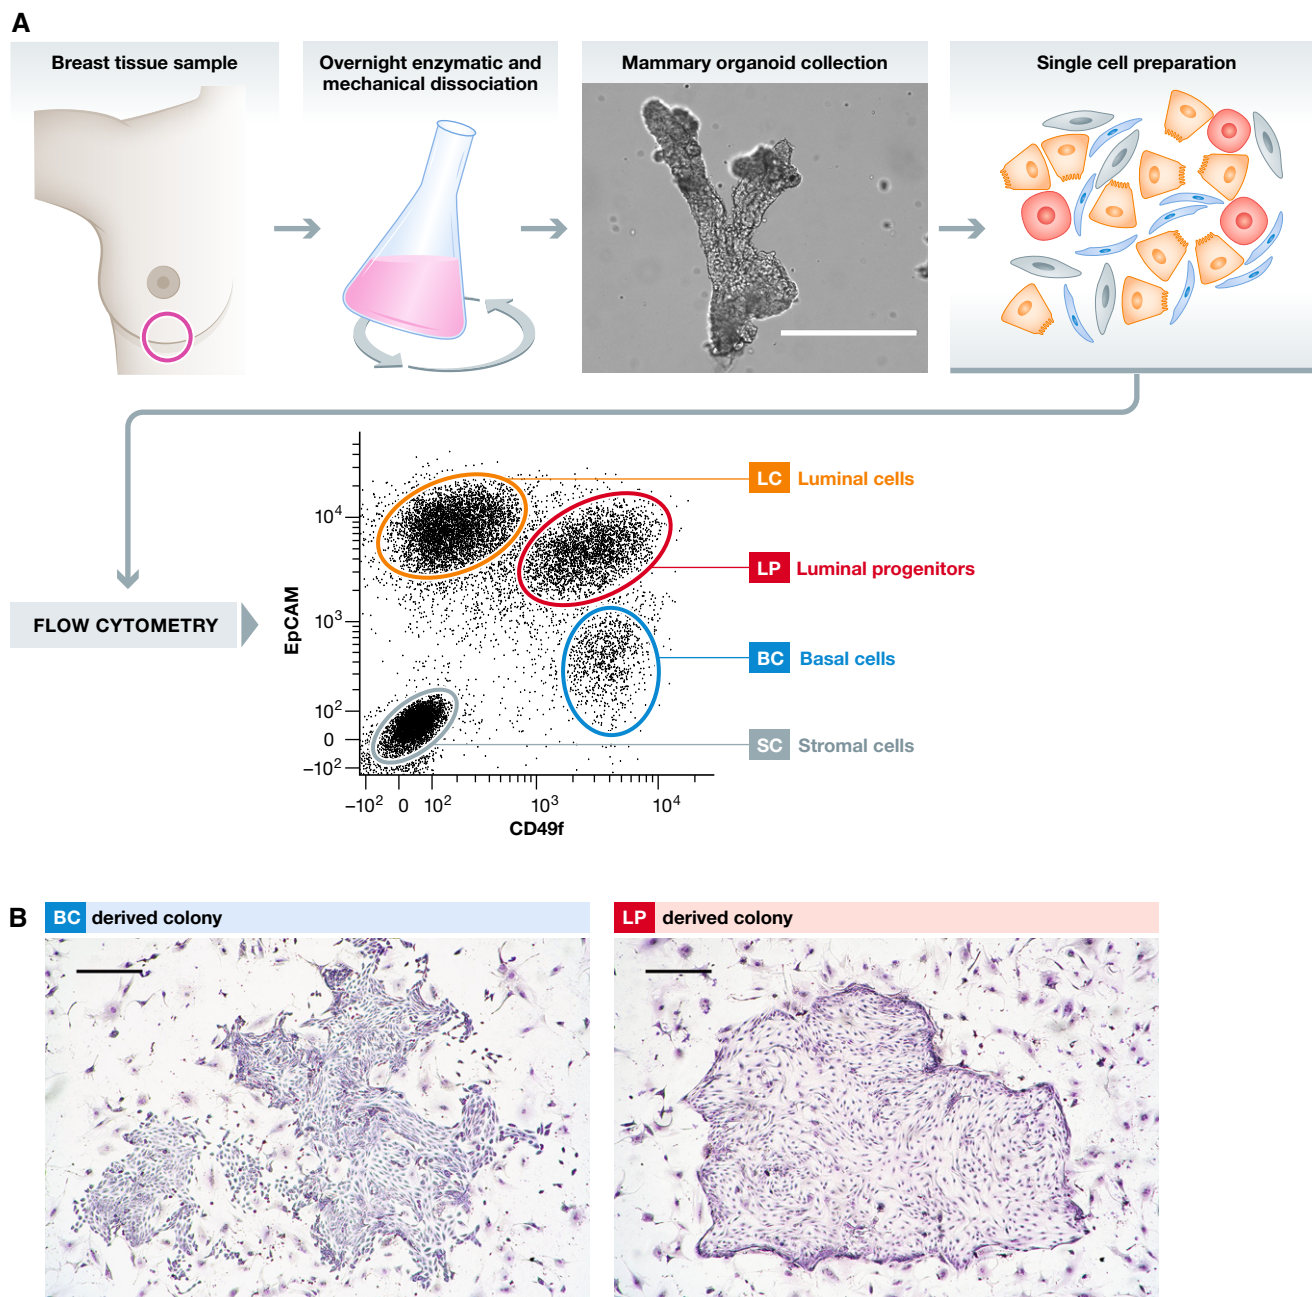 A
Breast tissue sample
Overnight enzymatic and
mechanical dissociation
Mammary organoid collection
Single cell preparation
FLOW CYTOMETRY
EpCAM
10⁴
10³
10²
0
−10²
−10² 0 10² 10³ 10⁴
CD49f
LC Luminal cells
LP Luminal progenitors
BC Basal cells
SC Stromal cells
B
BC derived colony
LP derived colony